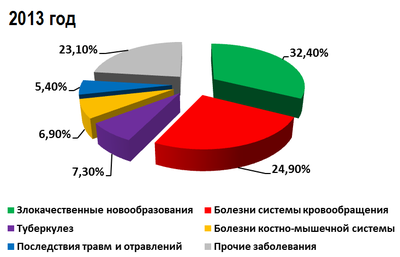 2013 год
23,10%
32,40%
5,40%
6,90%
7,30%
24,90%
Злокачественные новообразования
Болезни системы кровообращения
Туберкулез
Болезни костно-мышечной системы
Последствия травм и отравлений
Прочие заболевания